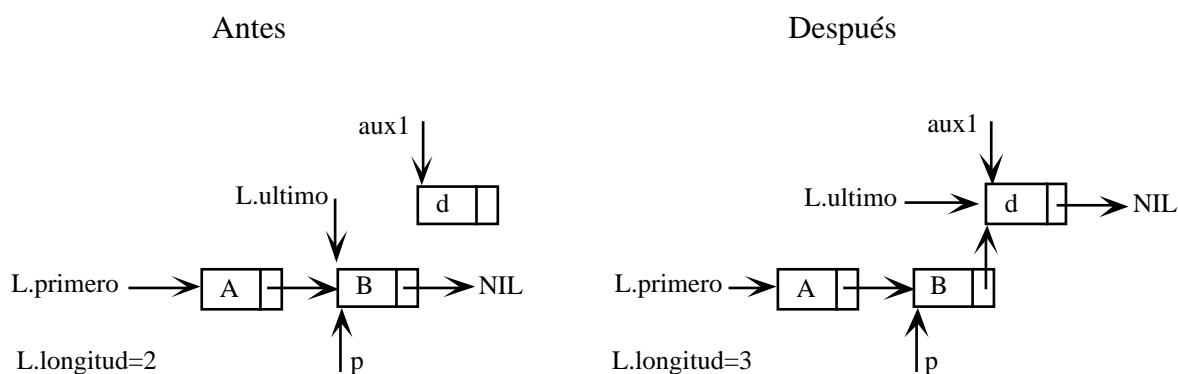 Antes
Después
aux1
d
L.ultimo
L.primero
A
B
NIL
L.longitud=2
p
aux1
L.ultimo
d
NIL
L.primero
A
B
L.longitud=3
p